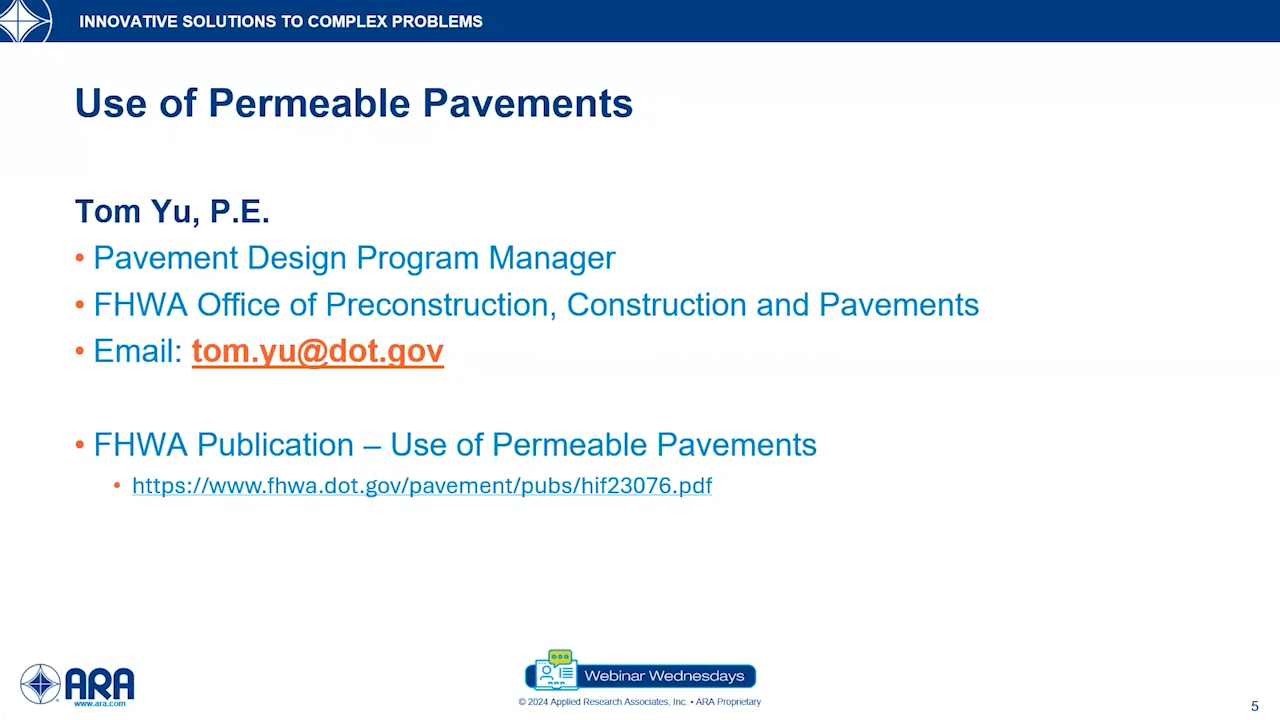 INNOVATIVE SOLUTIONS TO COMPLEX PROBLEMS
Use of Permeable Pavements
Tom Yu, P.E.
• Pavement Design Program Manager
• FHWA Office of Preconstruction, Construction and Pavements
• Email: tom.yu@dot.gov
• FHWA Publication – Use of Permeable Pavements
• https://www.fhwa.dot.gov/pavement/pubs/hif23076.pdf
ARA
www.ara.com
ARA
Webinar Wednesdays
© 2024 Applied Research Associates, Inc. • ARA Proprietary
5